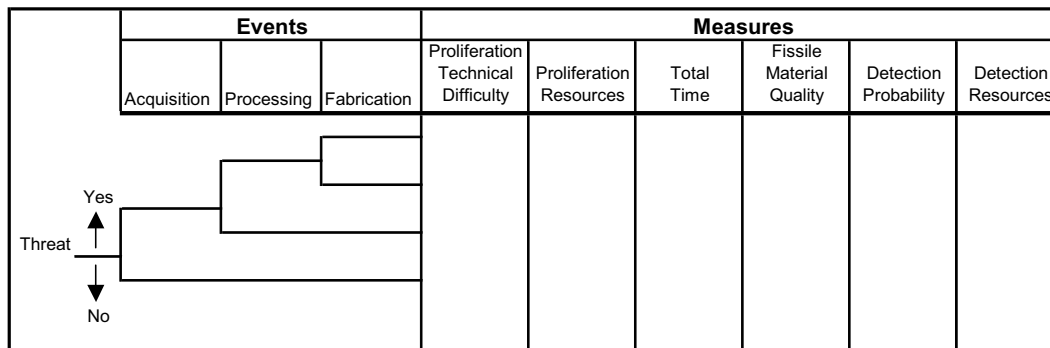 Events
Measures
Acquisition
Processing
Fabrication
Proliferation
Technical
Difficulty
Proliferation
Resources
Total
Time
Fissile
Material
Quality
Detection
Probability
Detection
Resources
Yes
Threat
No